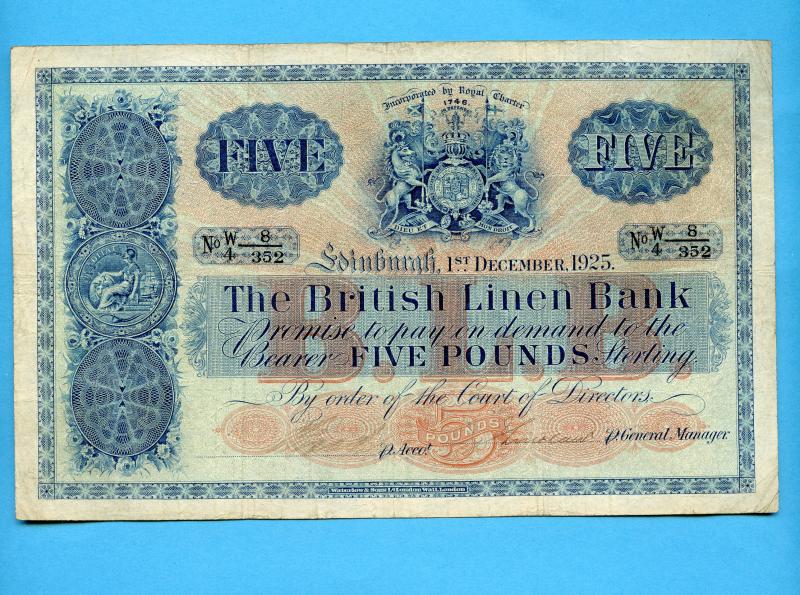 Incorporated by Royal Charter
1746.
FIVE
FIVE
DIEU ET MON DROIT
No W/4 8/352
No W/4 8/352
Edinburgh, 1ST DECEMBER, 1925.
The British Linen Bank
Promise to pay on demand to the
Bearer FIVE POUNDS Sterling.
B.L.B.
By order of the Court of Directors.
5
POUNDS
p. Acct.
p. General Manager.
Waterlow & Sons Ld London Wall, London